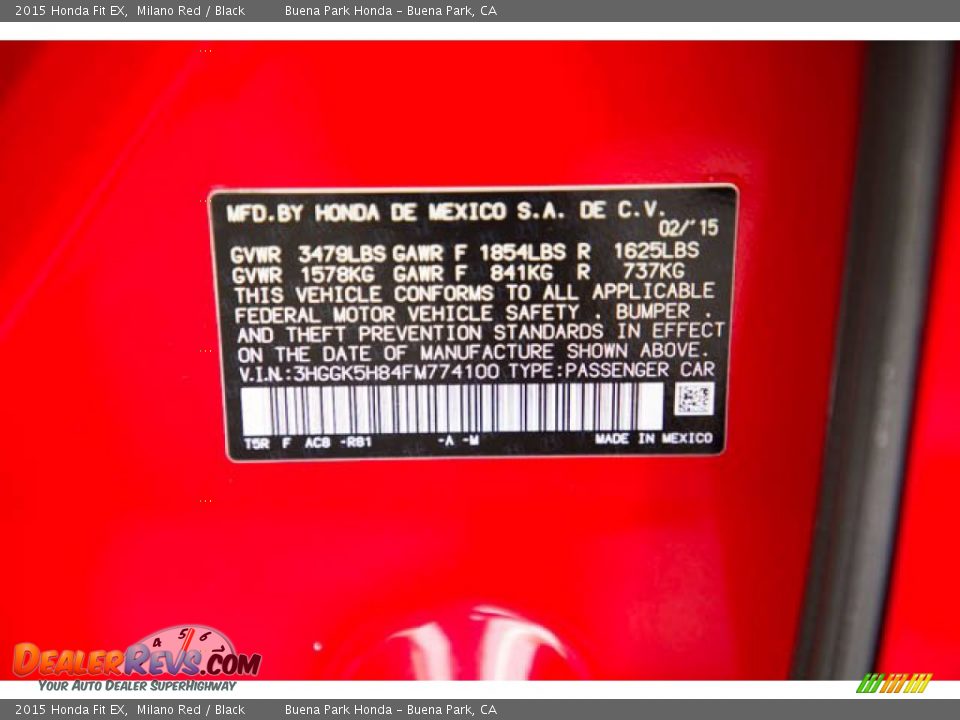 2015 Honda Fit EX, Milano Red / Black Buena Park Honda - Buena Park, CA
MFD.BY HONDA DE MEXICO S.A. DE C.V.
02/'15
GVWR 3479LBS GAWR F 1854LBS R 1625LBS
GVWR 1578KG GAWR F 841KG R 737KG
THIS VEHICLE CONFORMS TO ALL APPLICABLE
FEDERAL MOTOR VEHICLE SAFETY . BUMPER .
AND THEFT PREVENTION STANDARDS IN EFFECT
ON THE DATE OF MANUFACTURE SHOWN ABOVE.
V.I.N.:3HGGK5H84FM774100 TYPE:PASSENGER CAR
T5R F AC8 -R81 -A -M MADE IN MEXICO
4 5 6
DEALERREVS.COM
YOUR AUTO DEALER SUPERHIGHWAY
2015 Honda Fit EX, Milano Red / Black Buena Park Honda - Buena Park, CA